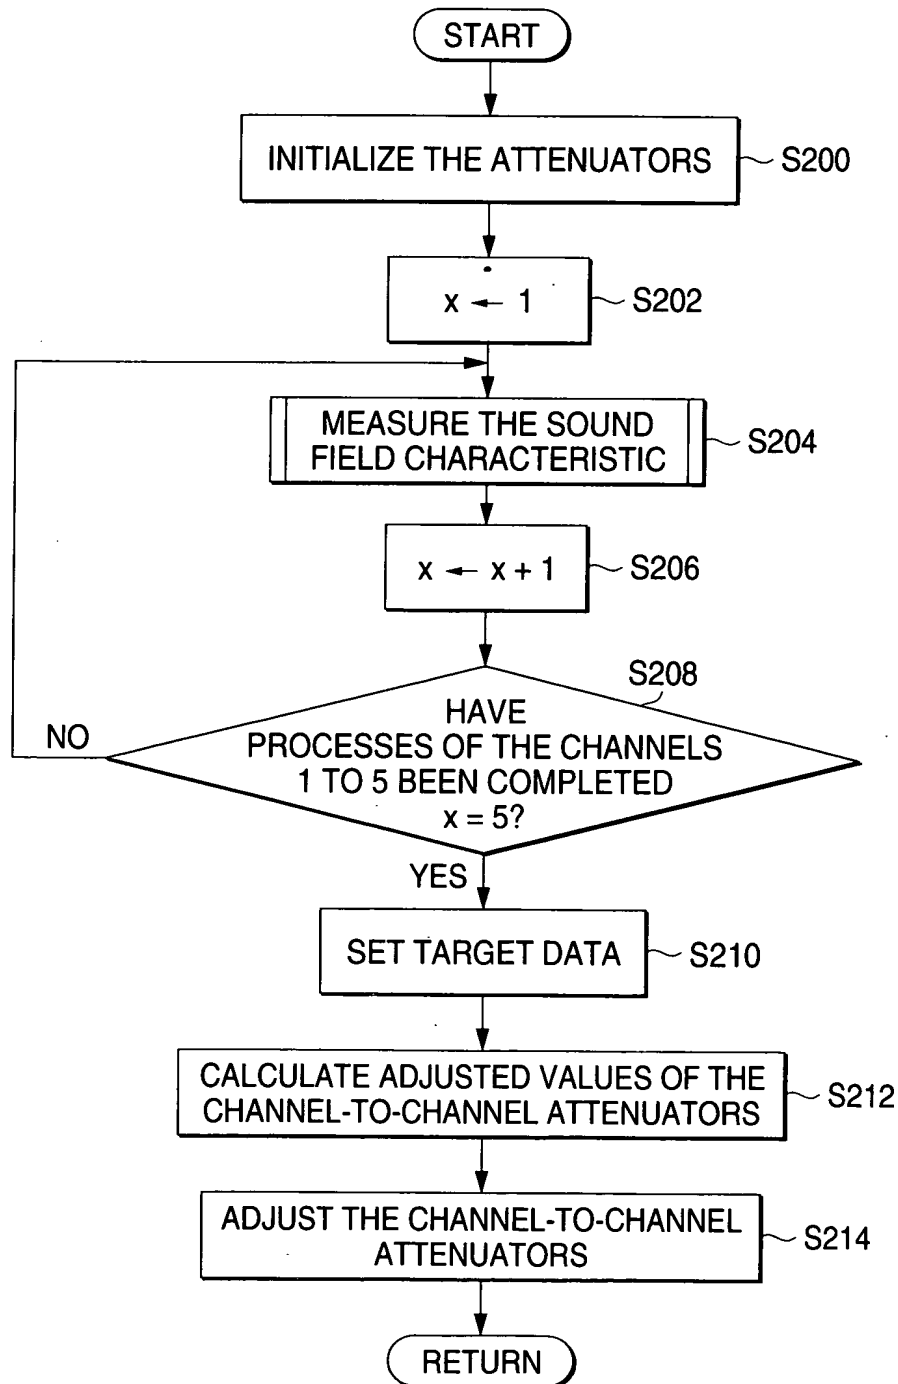 START
INITIALIZE THE ATTENUATORS
S200
x ← 1
S202
MEASURE THE SOUND
FIELD CHARACTERISTIC
S204
x ← x + 1
S206
S208
HAVE
PROCESSES OF THE CHANNELS
1 TO 5 BEEN COMPLETED
x = 5?
NO
YES
SET TARGET DATA
S210
CALCULATE ADJUSTED VALUES OF THE
CHANNEL-TO-CHANNEL ATTENUATORS
S212
ADJUST THE CHANNEL-TO-CHANNEL
ATTENUATORS
S214
RETURN